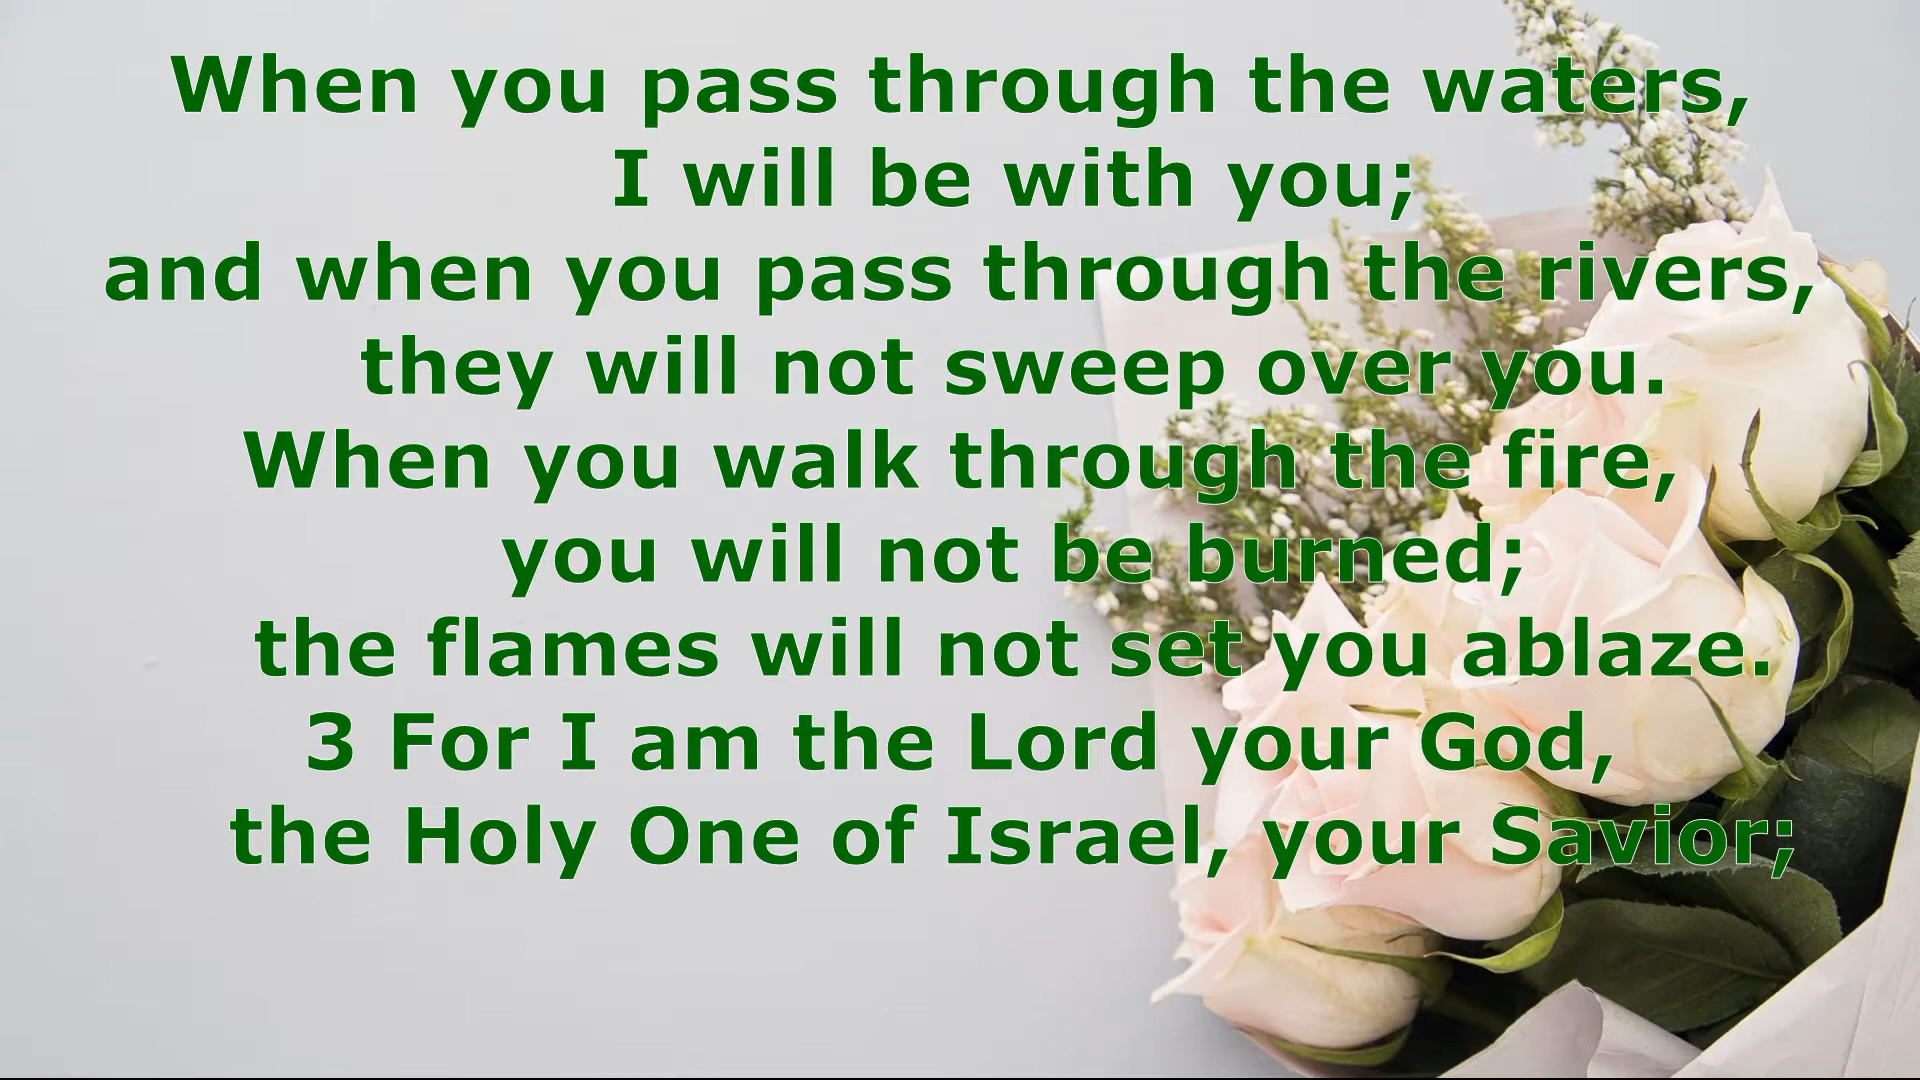 When you pass through the waters,
I will be with you;
and when you pass through the rivers,
they will not sweep over you.
When you walk through the fire,
you will not be burned;
the flames will not set you ablaze.
3 For I am the Lord your God,
the Holy One of Israel, your Savior;